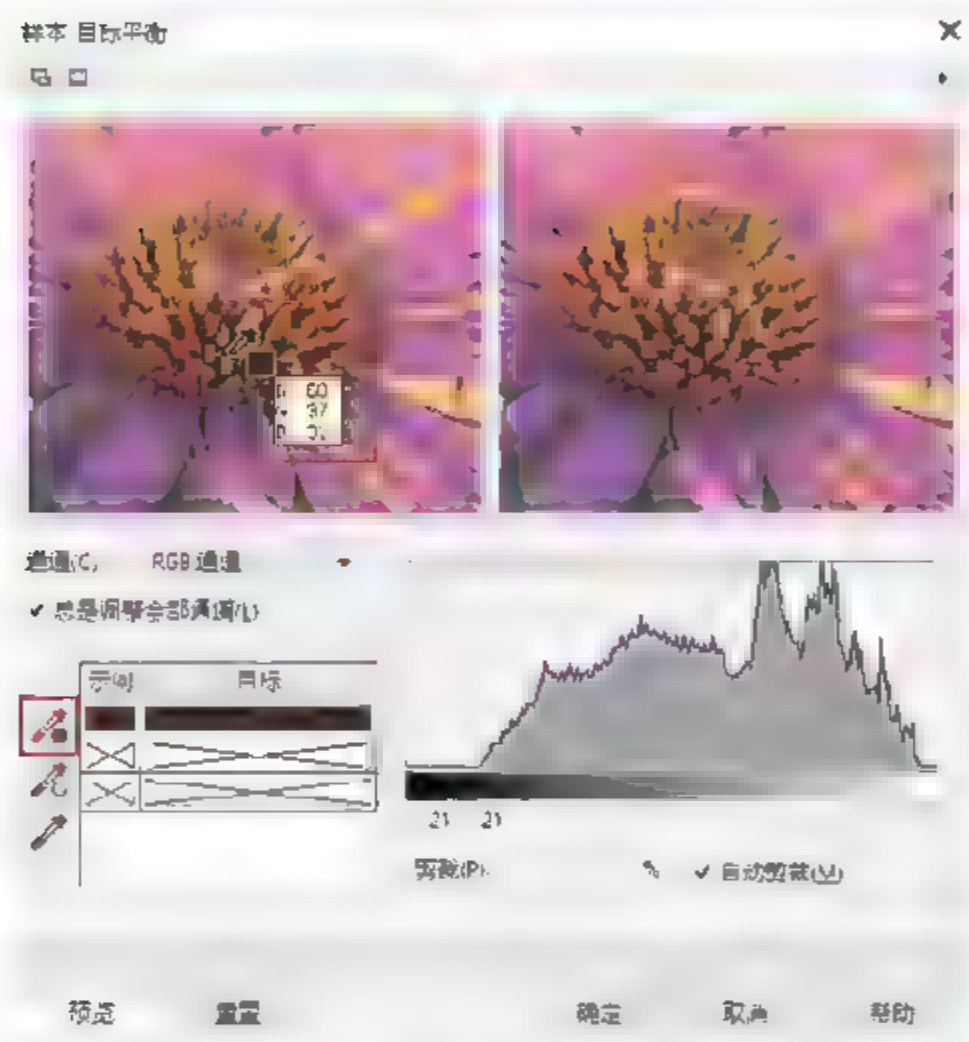 样本 目标平衡
通道(C)
RGB 通道
总是调整全部通道(L)
示例 目标
21 21
剪裁(P)
% 自动剪裁(M)
预览 重置 确定 取消 帮助